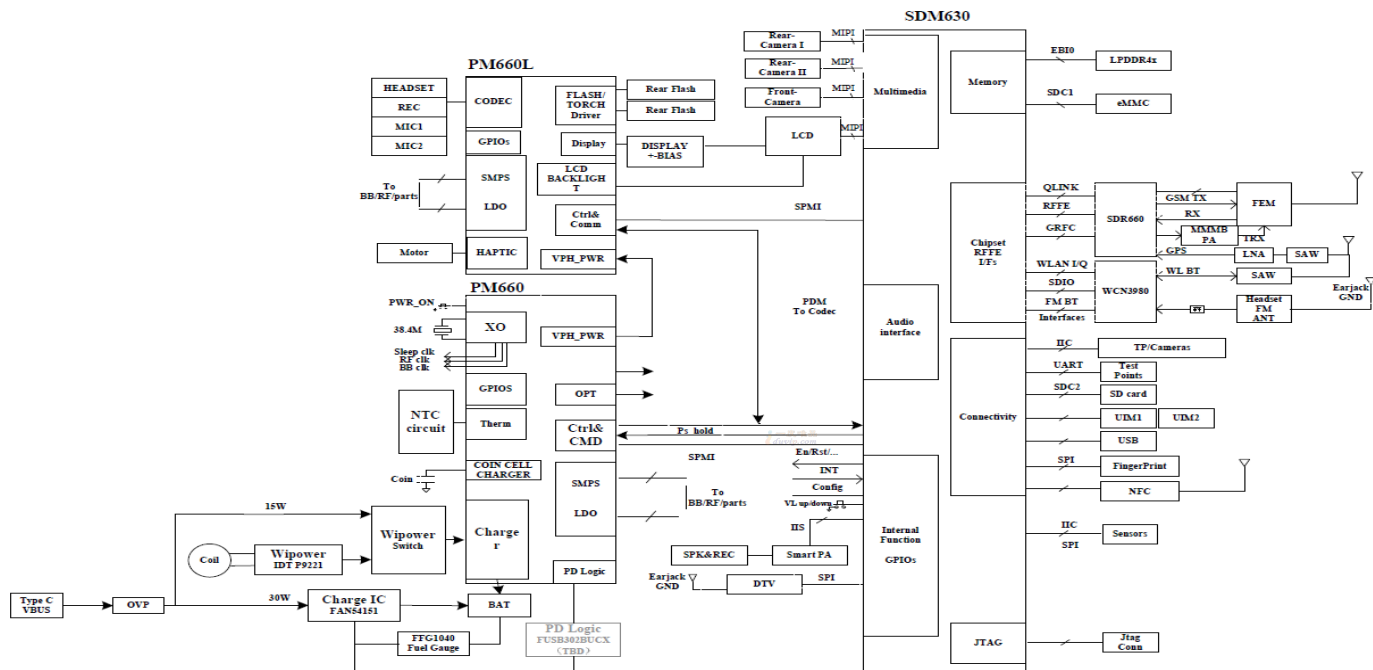 SDM630
PM660L
HEADSET
REC
MIC1
MIC2
CODEC
GPIOs
SMPS
LDO
To
BB/RF/parts
Motor
HAPTIC
FLASH/
TORCH
Driver
Rear Flash
Rear Flash
Display
DISPLAY
+-BIAS
LCD
BACKLIGH
T
Ctrl&
Comm
VPH_PWR
SPMI
Rear-
Camera I
Rear-
Camera II
Front-
Camera
LCD
MIPI
MIPI
MIPI
MIPI
Multimedia
Memory
EBI0
LPDDR4x
SDC1
eMMC
Chipset
RFFE
I/Fs
QLINK
RFFE
GRFC
WLAN I/Q
SDIO
FM BT
Interfaces
SDR660
WCN3980
GSM TX
RX
MMMB
PA
TRX
GPS
LNA
SAW
FEM
WL BT
SAW
Headset
FM
ANT
Earjack
GND
PM660
PWR_ON
38.4M
XO
Sleep clk
RF clk
BB clk
VPH_PWR
GPIOS
OPT
NTC
circuit
Therm
Ctrl&
CMD
Ps_hold
SPMI
COIN CELL
CHARGER
Coin
SMPS
LDO
To
BB/RF/parts
Charge
r
PD Logic
PDM
To Codec
Audio
interface
Connectivity
IIC
TP/Cameras
UART
Test
Points
SDC2
SD card
UIM1
UIM2
USB
SPI
FingerPrint
NFC
IIC
SPI
Sensors
En/Rst/...
INT
Config
VL up/down
IIS
Internal
Function
GPIOs
SPK&REC
Smart PA
Earjack
GND
DTV
SPI
JTAG
Jtag
Conn
15W
Coil
Wipower
IDT P9221
Wipower
Switch
Type C
VBUS
OVP
30W
Charge IC
FAN54151
BAT
FFG1040
Fuel Gauge
PD Logic
FUSB302BUCX
(TBD)